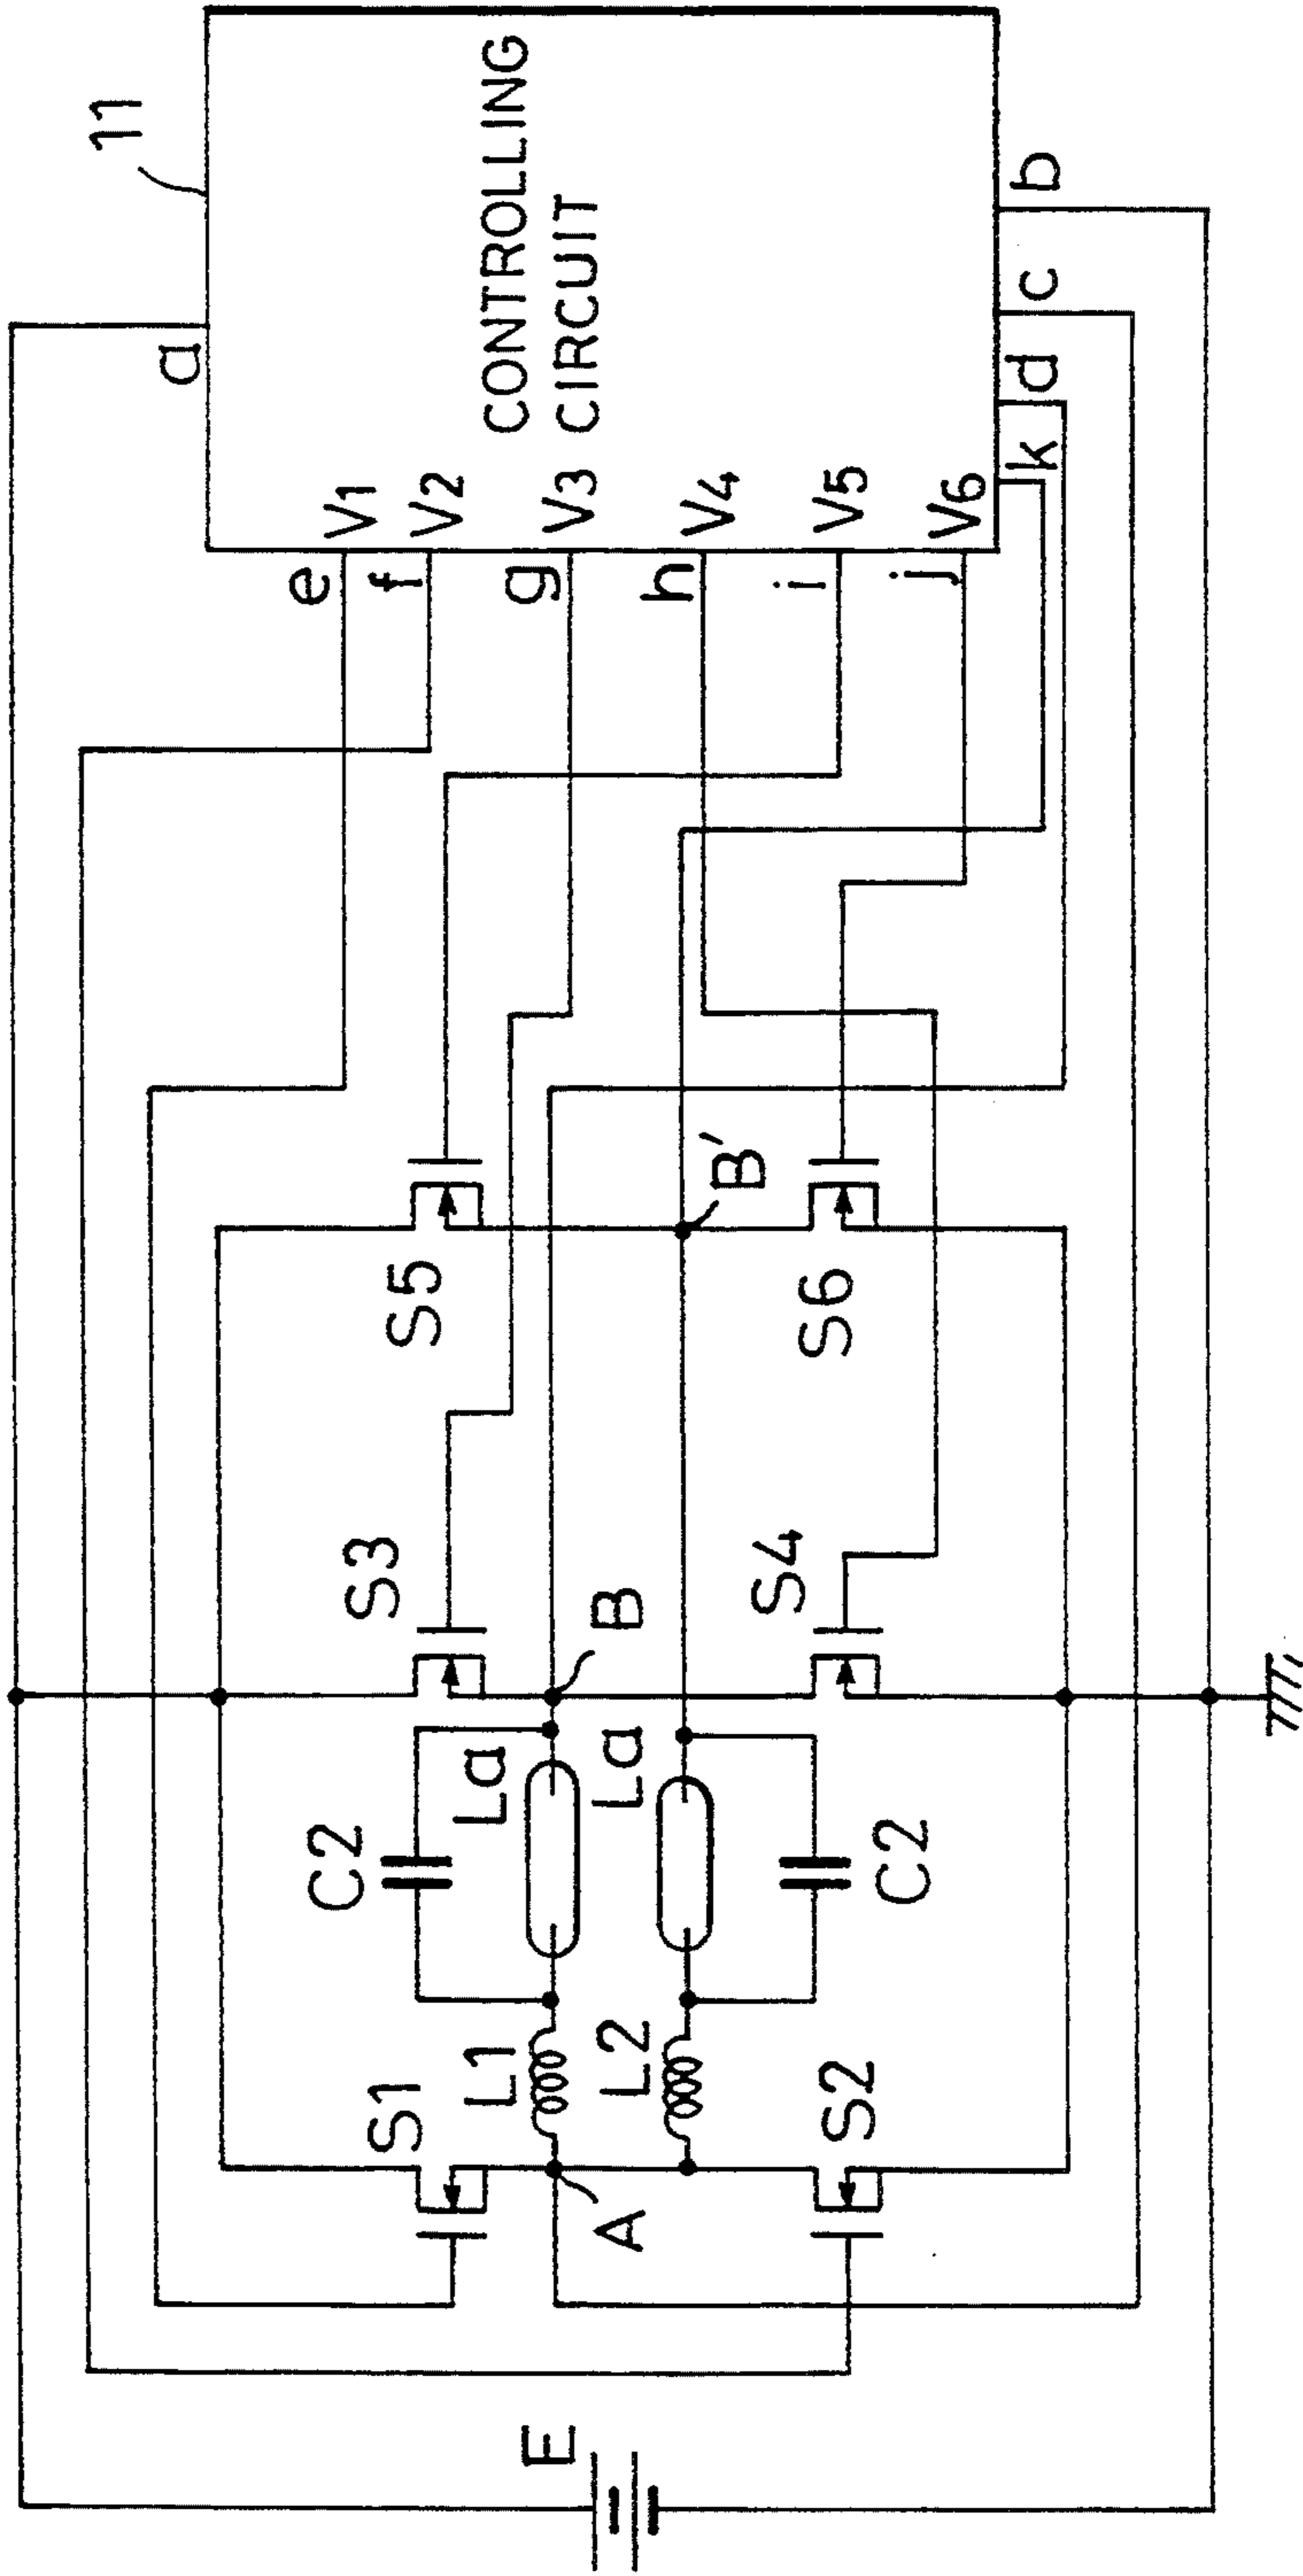 11
a
CONTROLLING
CIRCUIT
V1
V2
V3
V4
V5
V6
e
f
g
h
i
j
k
d
c
b
S5
B'
S6
S3
B
S4
C2
La
La
C2
L1
L2
S1
A
S2
E